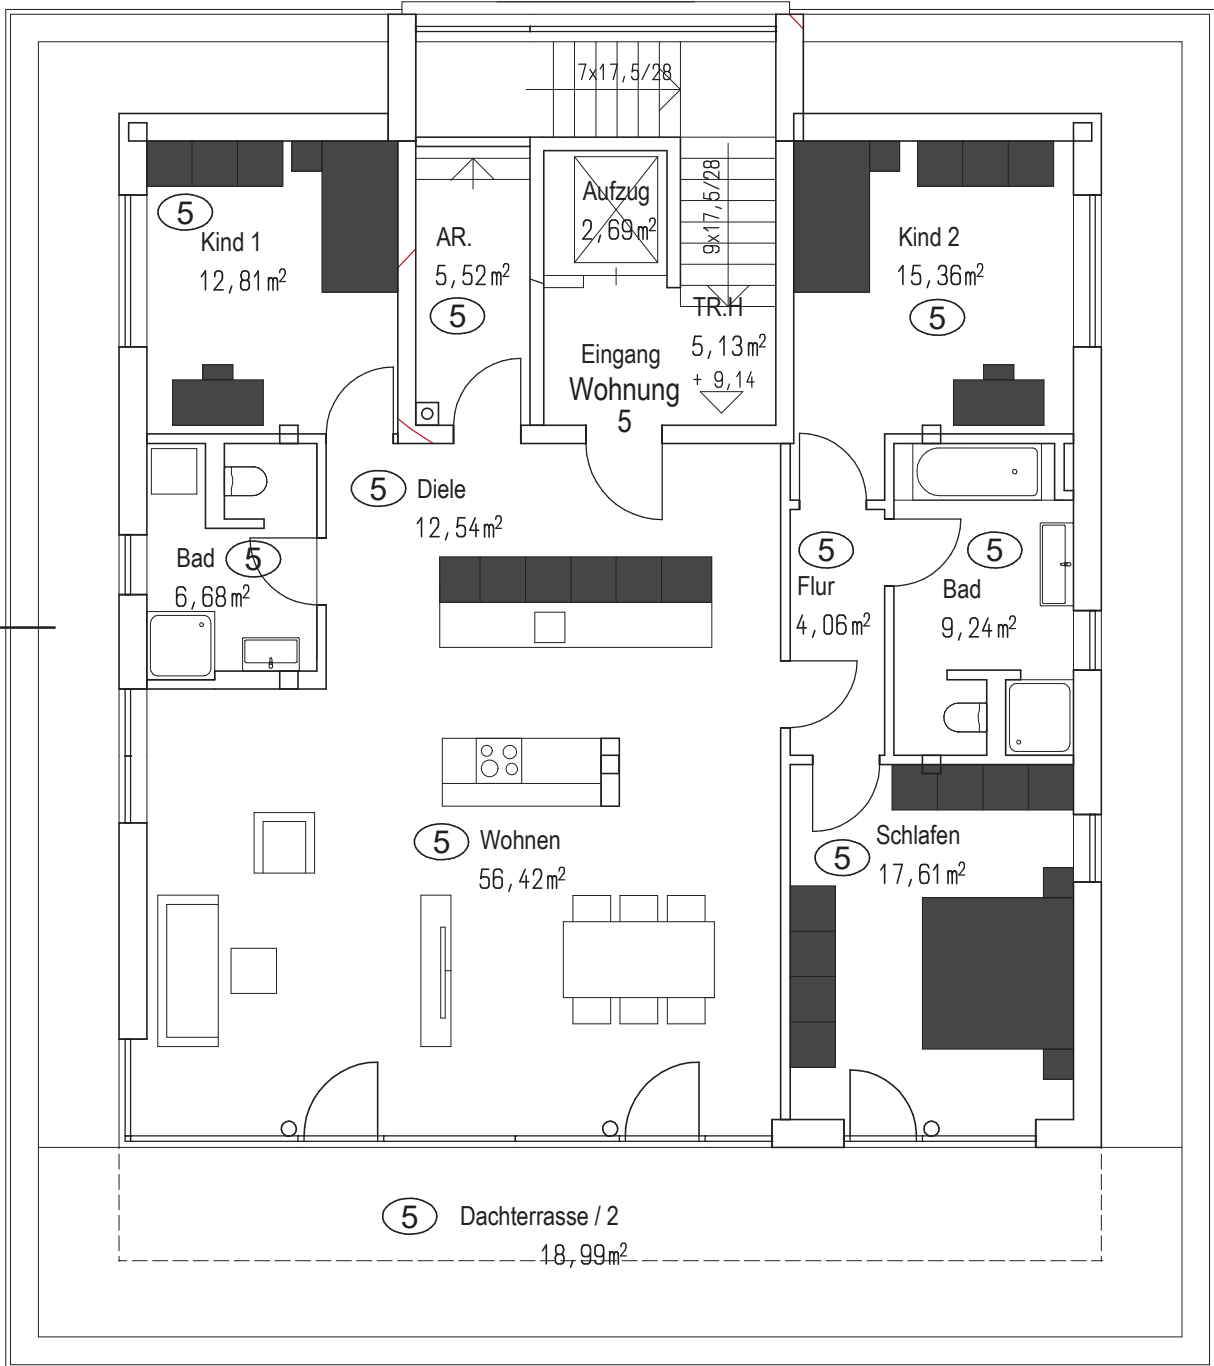 7x17,5/28
9x17,5/28
Aufzug
2,69m²
5
Kind 1
12,81m²
AR.
5,52m²
5
Kind 2
15,36m²
5
TR.H
5,13m²
+ 9,14
Eingang
Wohnung
5
5 Diele
12,54m²
Bad 5
6,68m²
5
Flur
4,06m²
5
Bad
9,24m²
5 Wohnen
56,42m²
Schlafen
5 17,61m²
5 Dachterrasse / 2
18,99m²